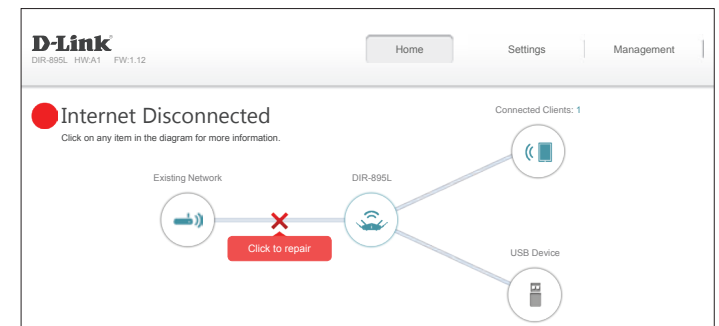 D-Link
DIR-895L HW:A1 FW:1.12
Home
Settings
Management
Internet Disconnected
Click on any item in the diagram for more information.
Connected Clients: 1
Existing Network
DIR-895L
Click to repair
USB Device